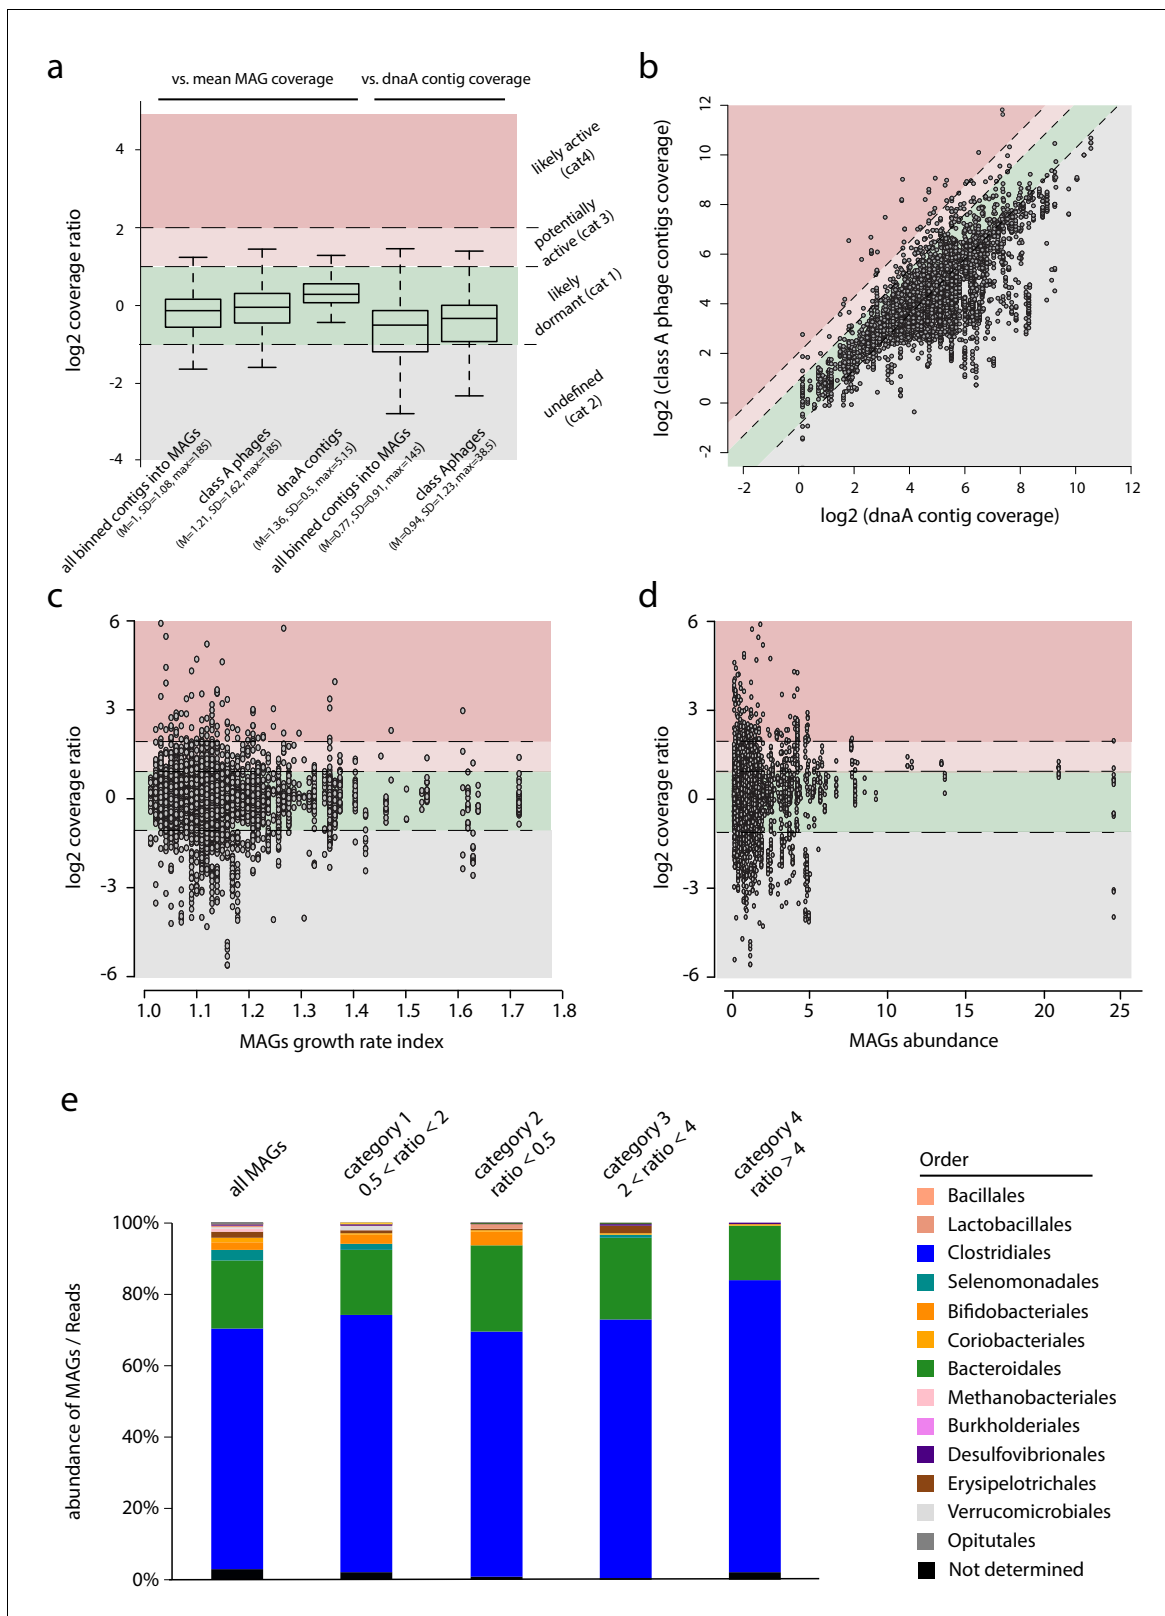 a
vs. mean MAG coverage
vs. dnaA contig coverage
log2 coverage ratio
4
2
0
-2
-4
likely active
(cat4)
potentially
active (cat 3)
likely
dormant (cat 1)
undefined
(cat 2)
all binned contigs into MAGs
(M=1, SD=1.08, max=185)
class A phages
(M=1.21, SD=1.62, max=185)
dnaA contigs
(M=1.36, SD=0.5, max=5.15)
all binned contigs into MAGs
(M=0.77, SD=0.91, max=145)
class Aphages
(M=0.94, SD=1.23, max=38.5)
b
log2 (class A phage contigs coverage)
12
10
8
6
4
2
0
-2
-2 0 2 4 6 8 10 12
log2 (dnaA contig coverage)
c
log2 coverage ratio
6
3
0
-3
-6
1.0 1.1 1.2 1.3 1.4 1.5 1.6 1.7 1.8
MAGs growth rate index
d
log2 coverage ratio
6
3
0
-3
-6
0 5 10 15 20 25
MAGs abundance
e
all MAGs
category 1
0.5 < ratio < 2
category 2
ratio < 0.5
category 3
2 < ratio < 4
category 4
ratio > 4
abundance of MAGs / Reads
100%
80%
60%
40%
20%
0%
Order
Bacillales
Lactobacillales
Clostridiales
Selenomonadales
Bifidobacteriales
Coriobacteriales
Bacteroidales
Methanobacteriales
Burkholderiales
Desulfovibrionales
Erysipelotrichales
Verrucomicrobiales
Opitutales
Not determined